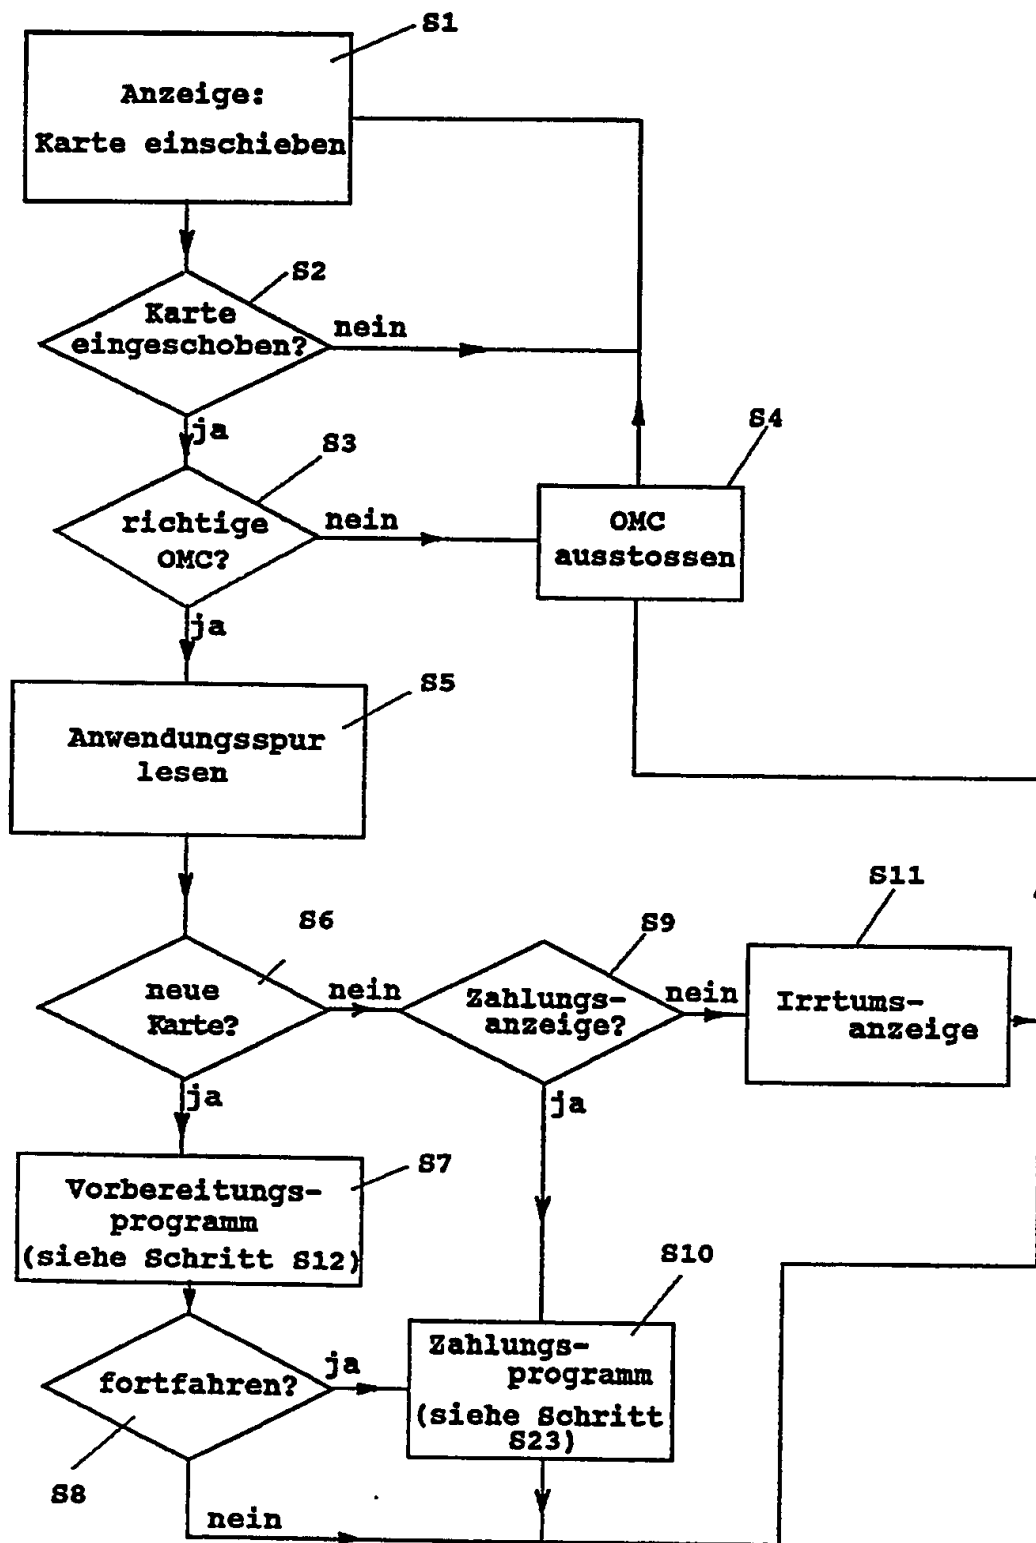 S1
Anzeige:
Karte einschieben
S2
Karte
eingeschoben?
nein
ja
S3
richtige
OMC?
nein
S4
OMC
ausstossen
ja
S5
Anwendungsspur
lesen
S6
neue
Karte?
nein
S9
Zahlungs-
anzeige?
nein
S11
Irrtums-
anzeige
ja
ja
S7
Vorbereitungs-
programm
(siehe Schritt S12)
S10
Zahlungs-
programm
(siehe Schritt
S23)
fortfahren?
ja
S8
nein